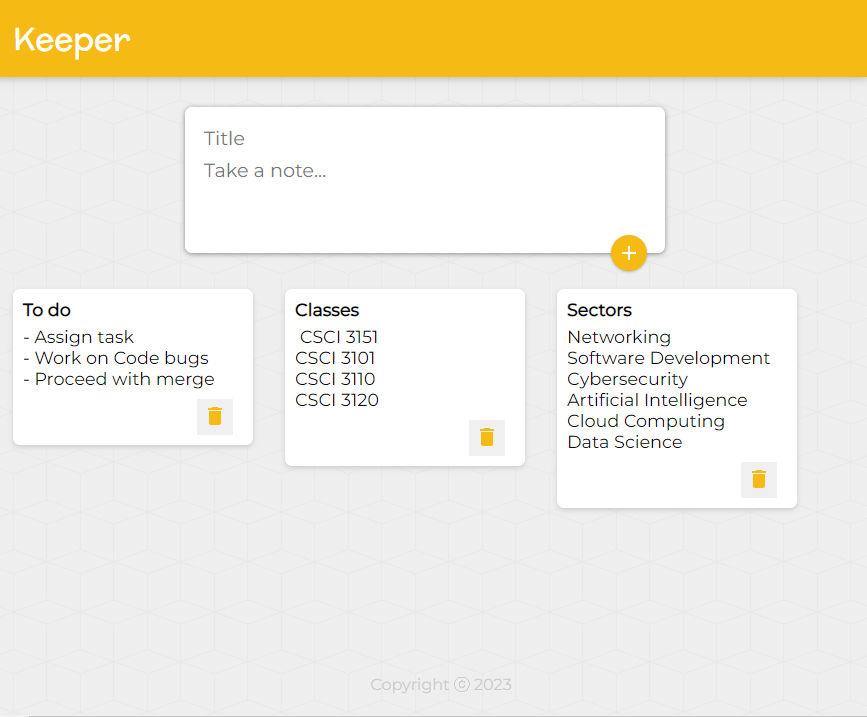 Keeper
Title
Take a note...
To do
- Assign task
- Work on Code bugs
- Proceed with merge
Classes
CSCI 3151
CSCI 3101
CSCI 3110
CSCI 3120
Sectors
Networking
Software Development
Cybersecurity
Artificial Intelligence
Cloud Computing
Data Science
Copyright ⓒ 2023